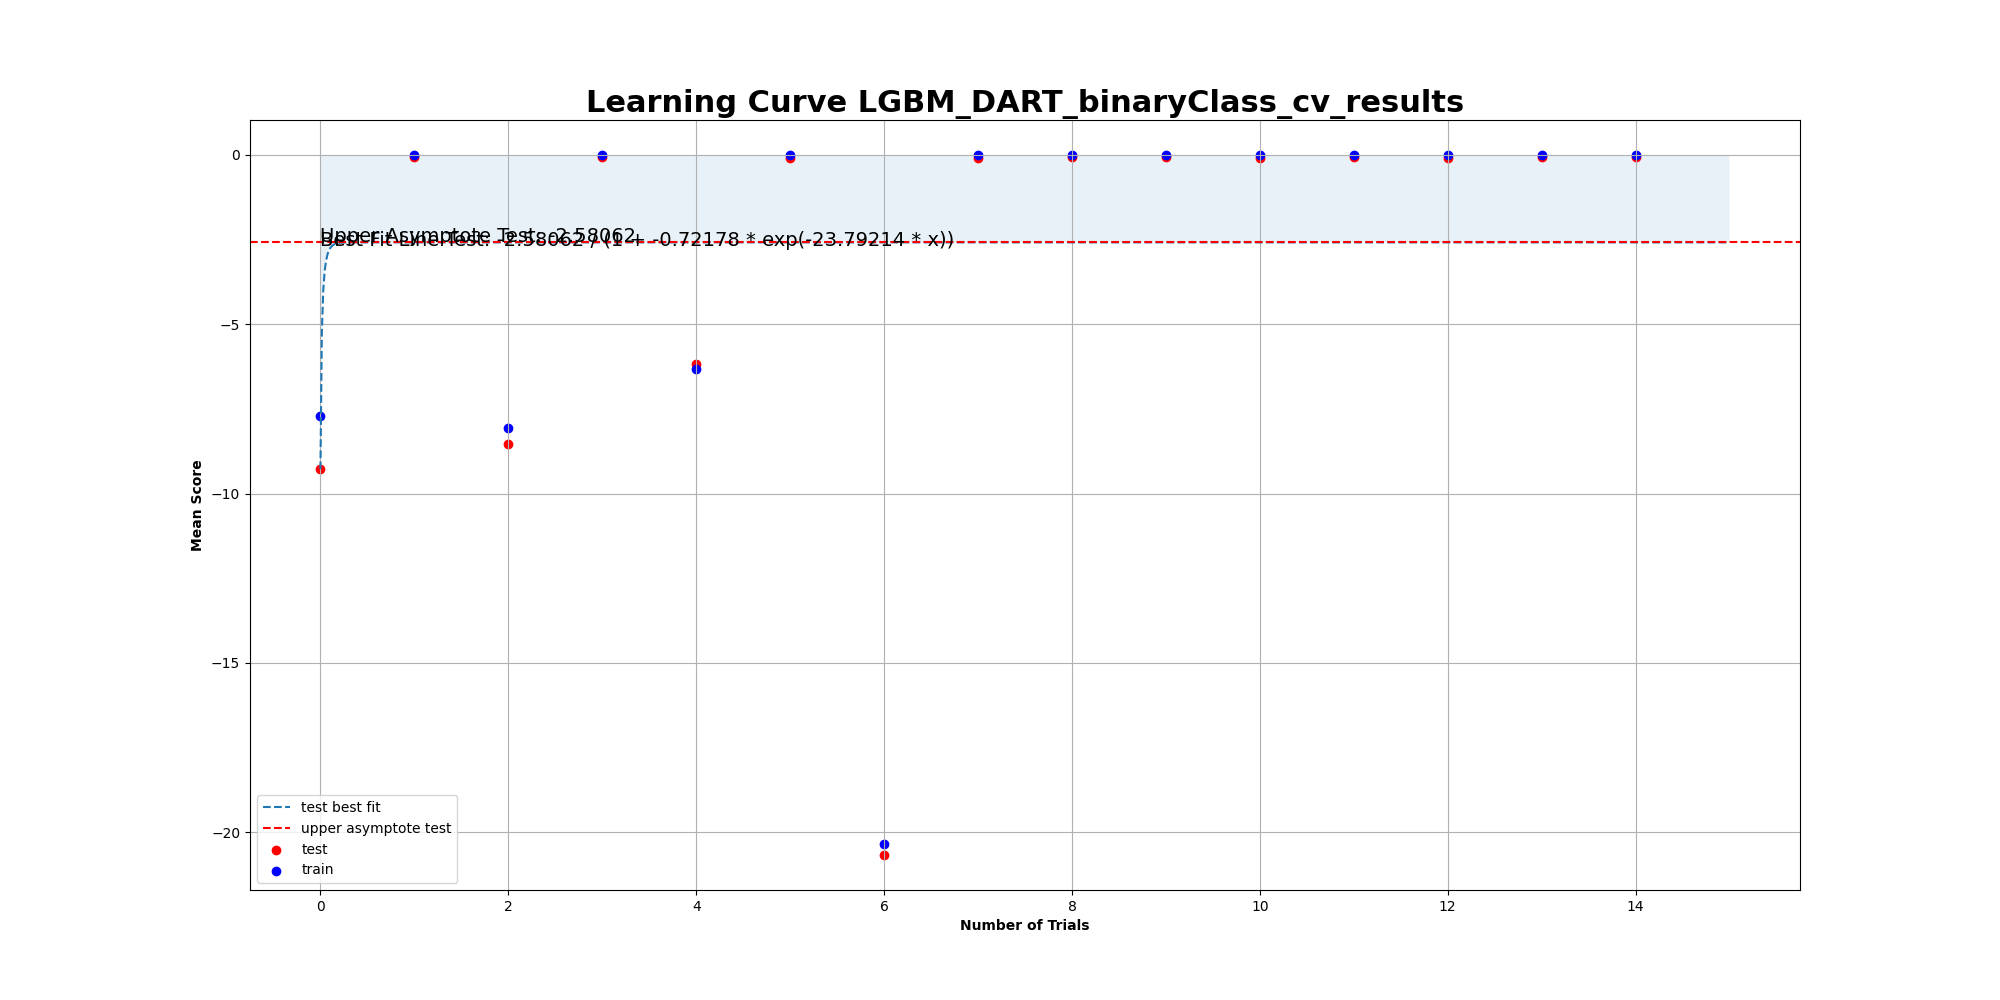 Learning Curve LGBM_DART_binaryClass_cv_results
0
−5
−10
−15
−20
Mean Score
Upper Asymptote Test: -2.58062
Best Fit Line Test: -2.58062 / (1 + -0.72178 * exp(-23.79214 * x))
test best fit
upper asymptote test
test
train
0 2 4 6 8 10 12 14
Number of Trials